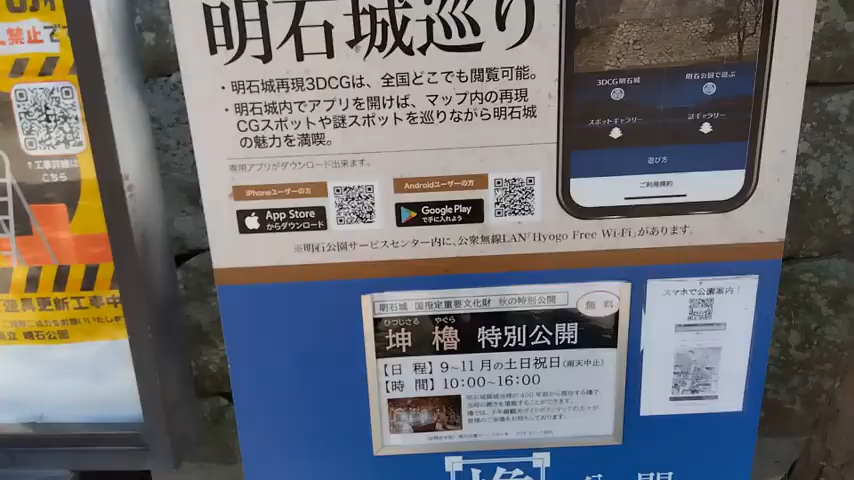 禁止で
↑工事詳細は
こちら
遊具更新工事中
明石公園
明石城巡り
・明石城再現3DCGは、全国どこでも閲覧可能。
・明石城内でアプリを開けば、マップ内の再現
CGスポットや謎スポットを巡りながら明石城
の魅力を満喫。
専用アプリがダウンロード出来ます。
iPhoneユーザーの方
App Store
からダウンロード
Androidユーザーの方
Google Play
で手に入れよう
※明石公園サービスセンター内に、公衆無線LAN「Hyogo Free Wi-Fi」があります。
3DCG明石城
明石公園で遊ぶ
スポットギャラリー
謎ギャラリー
遊び方
ご利用規約
明石城 国指定重要文化財 秋の特別公開
無料
ひつじさる やぐら
坤櫓 特別公開
【日 程】9~11月の土日祝日(雨天中止)
【時 間】10:00~16:00
スマホで公園案内!